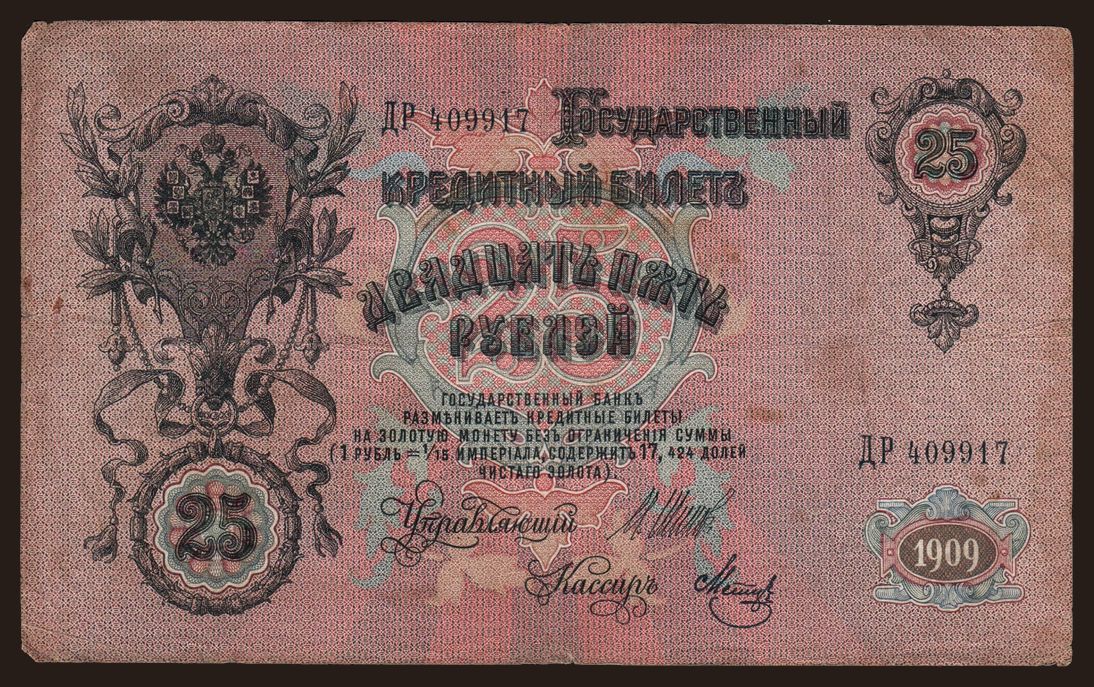 ДР 409917 Государственный
25
Кредитный Билетъ
25
Двадцать пять
рублей
Государственный Банкъ
размѣниваетъ кредитные билеты
на золотую монету безъ ограниченія суммы
(1 рубль = 1/15 имперіала, содержитъ 17, 424 долей
чистаго золота).
ДР 409917
25
Управляющій
1909
Кассиръ